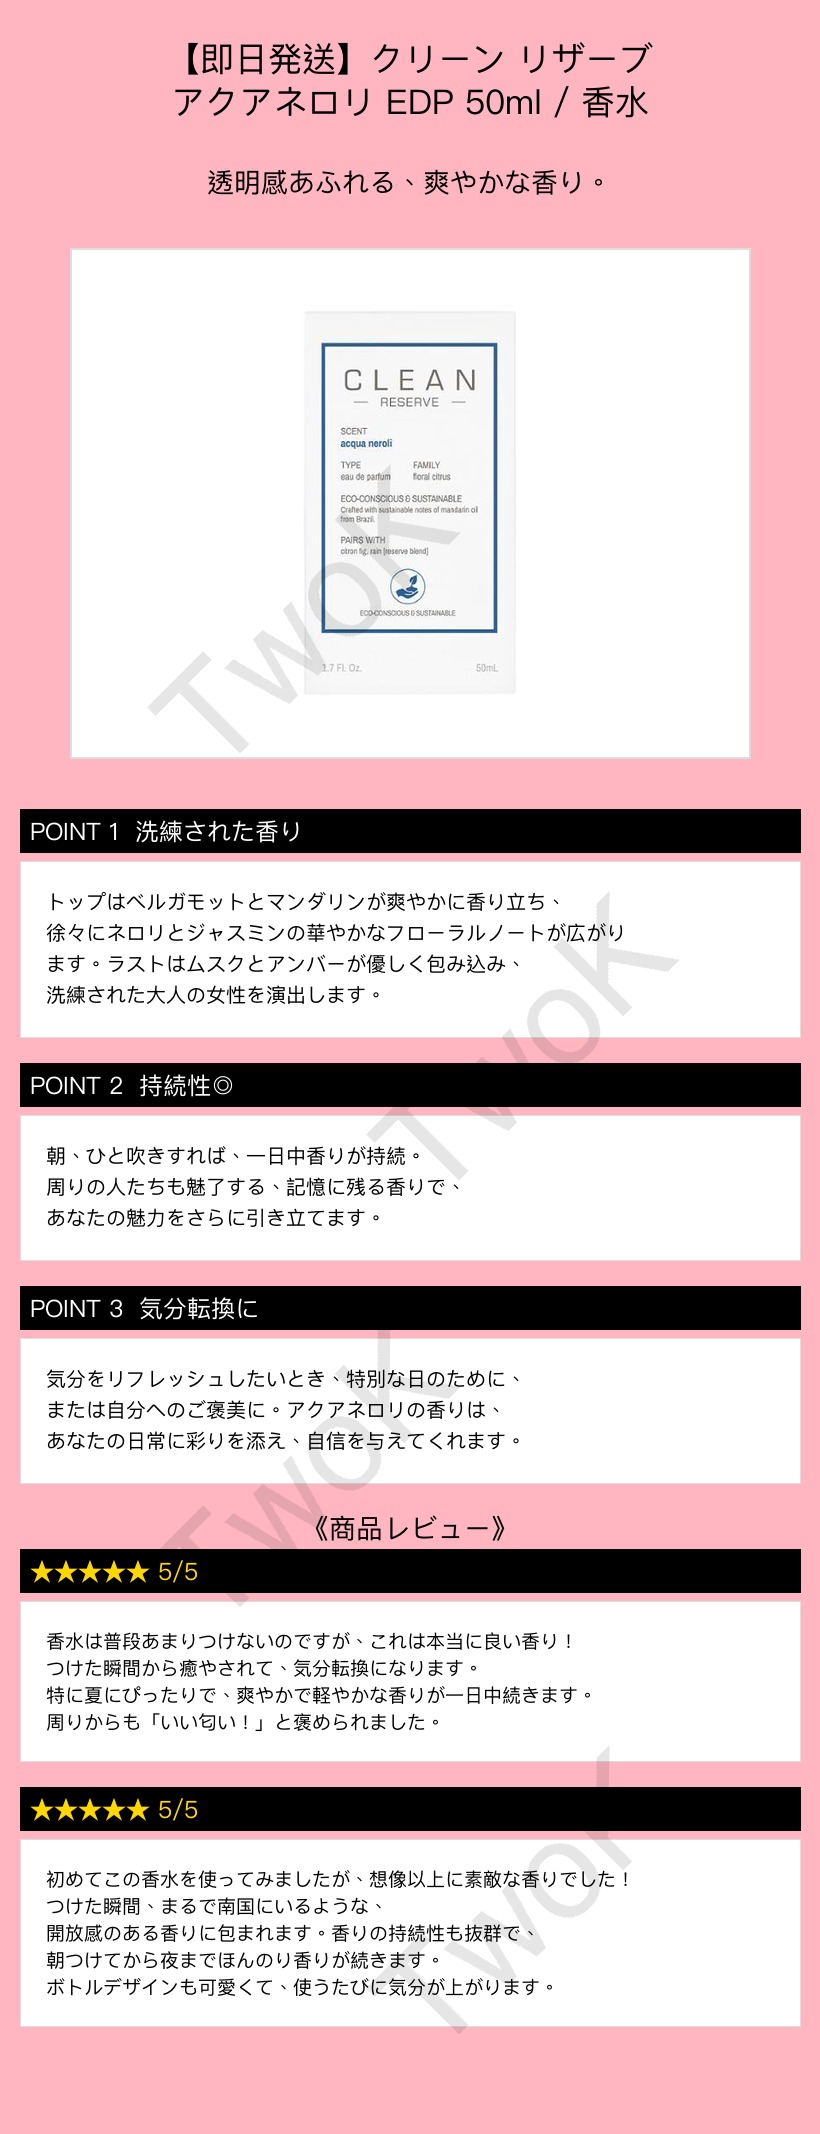 【即日発送】クリーン リザーブ
アクアネロリ EDP 50ml / 香水
透明感あふれる、爽やかな香り。
CLEAN
— RESERVE —
SCENT
acqua neroli
TYPE FAMILY
eau de parfum floral citrus
ECO-CONSCIOUS & SUSTAINABLE
Crafted with sustainable notes of mandarin oil
from Brazil.
PAIRS WITH
citron fig, rain [reserve blend]
ECO-CONSCIOUS & SUSTAINABLE
1.7 Fl. Oz. 50mL
TwoK
POINT 1 洗練された香り
トップはベルガモットとマンダリンが爽やかに香り立ち、
徐々にネロリとジャスミンの華やかなフローラルノートが広がり
ます。ラストはムスクとアンバーが優しく包み込み、
洗練された大人の女性を演出します。
TwoK
POINT 2 持続性◎
朝、ひと吹きすれば、一日中香りが持続。
周りの人たちも魅了する、記憶に残る香りで、
あなたの魅力をさらに引き立てます。
POINT 3 気分転換に
気分をリフレッシュしたいとき、特別な日のために、
または自分へのご褒美に。アクアネロリの香りは、
あなたの日常に彩りを添え、自信を与えてくれます。
TwoK
《商品レビュー》
★★★★★ 5/5
香水は普段あまりつけないのですが、これは本当に良い香り！
つけた瞬間から癒やされて、気分転換になります。
特に夏にぴったりで、爽やかで軽やかな香りが一日中続きます。
周りからも「いい匂い！」と褒められました。
★★★★★ 5/5
初めてこの香水を使ってみましたが、想像以上に素敵な香りでした！
つけた瞬間、まるで南国にいるような、
開放感のある香りに包まれます。香りの持続性も抜群で、
朝つけてから夜までほんのり香りが続きます。
ボトルデザインも可愛くて、使うたびに気分が上がります。
TwoK